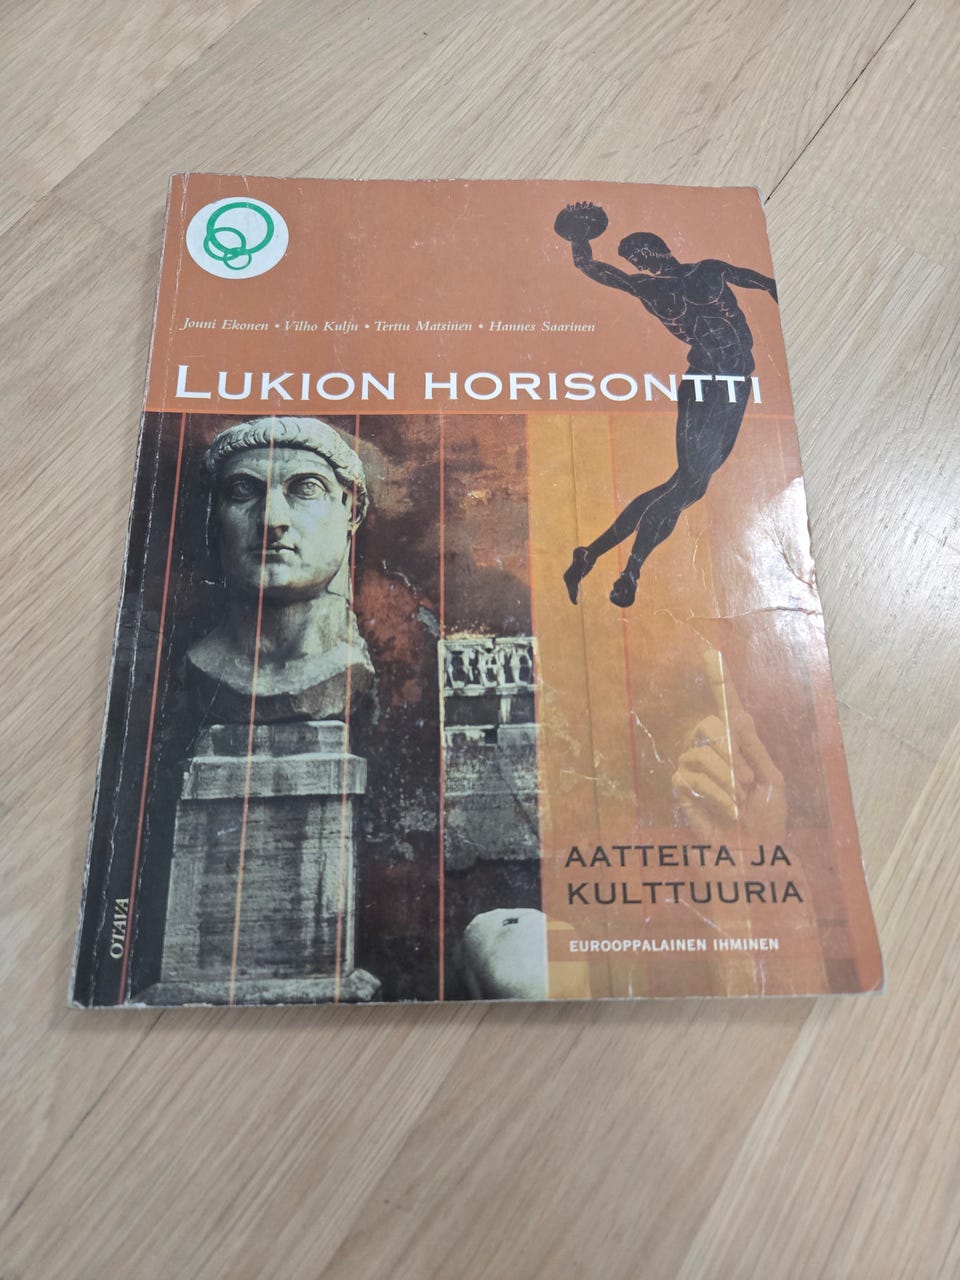 Jouni Ekonen • Vilho Kulju • Terttu Matsinen • Hannes Saarinen
LUKION HORISONTTI
AATTEITA JA
KULTTUURIA
EUROOPPALAINEN IHMINEN
OTAVA